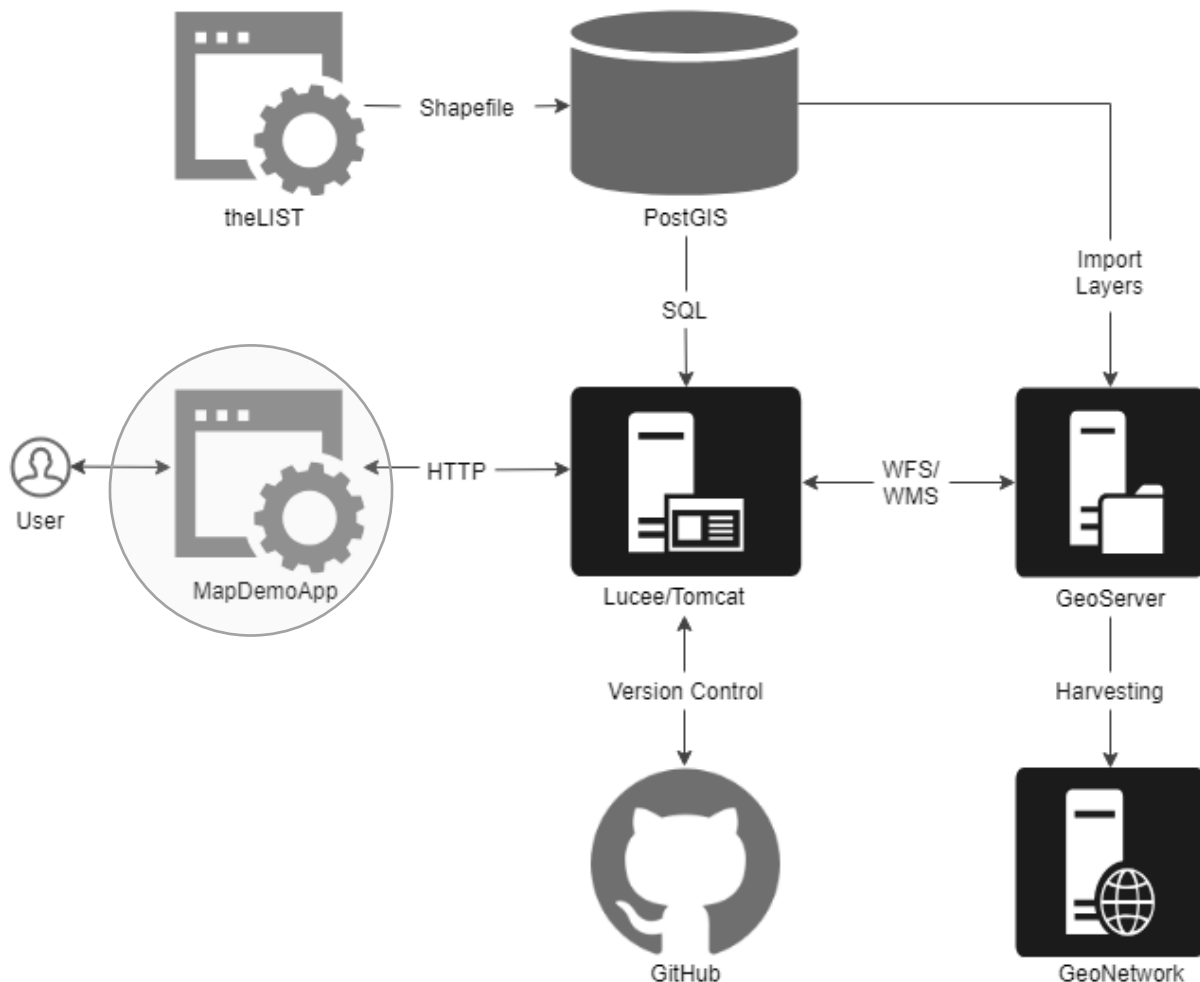 Shapefile
theLIST
PostGIS
Import
Layers
SQL
HTTP
WFS/
WMS
User
MapDemoApp
Lucee/Tomcat
GeoServer
Version Control
Harvesting
GitHub
GeoNetwork